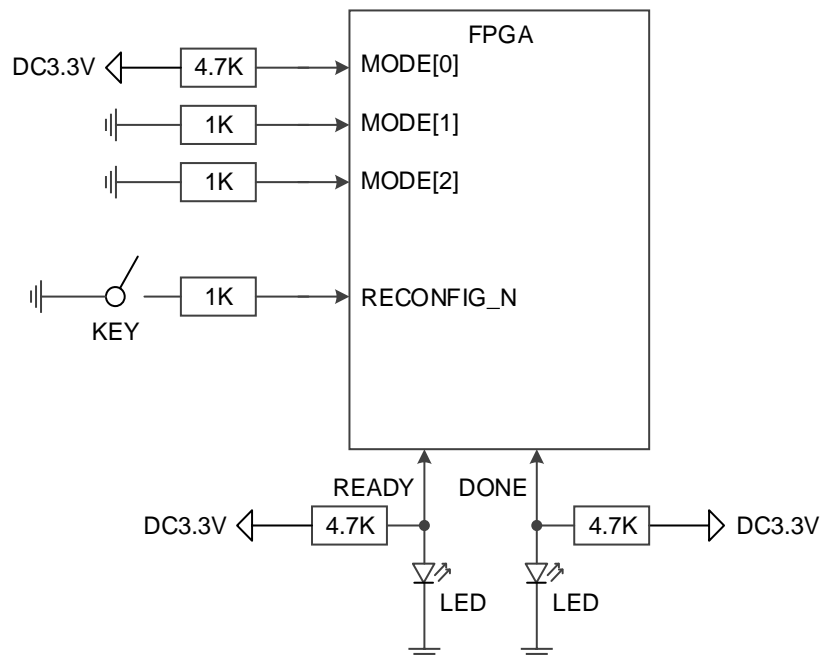 FPGA
DC3.3V 4.7K MODE[0]
1K MODE[1]
1K MODE[2]
1K RECONFIG_N
KEY
READY DONE
DC3.3V 4.7K 4.7K DC3.3V
LED LED